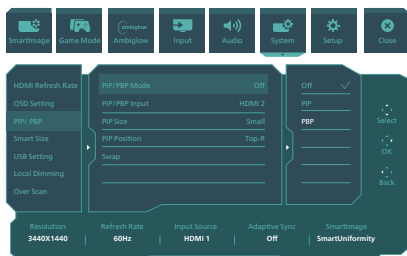 ambiglow
SmartImage Game Mode Ambiglow Input Audio System Setup Close
HDMI Refresh Rate PIP/PBP Mode Off Off
OSD Setting PIP/PBP Input HDMI 2 PIP
PIP/ PBP PIP Size Small PBP Select
Smart Size PIP Position Top-R
USB Setting Swap OK
Local Dimming
Over Scan Back
Resolution Refresh Rate Input Source Adaptive Sync SmartImage
3440X1440 | 60Hz | HDMI 1 | Off | SmartUniformity